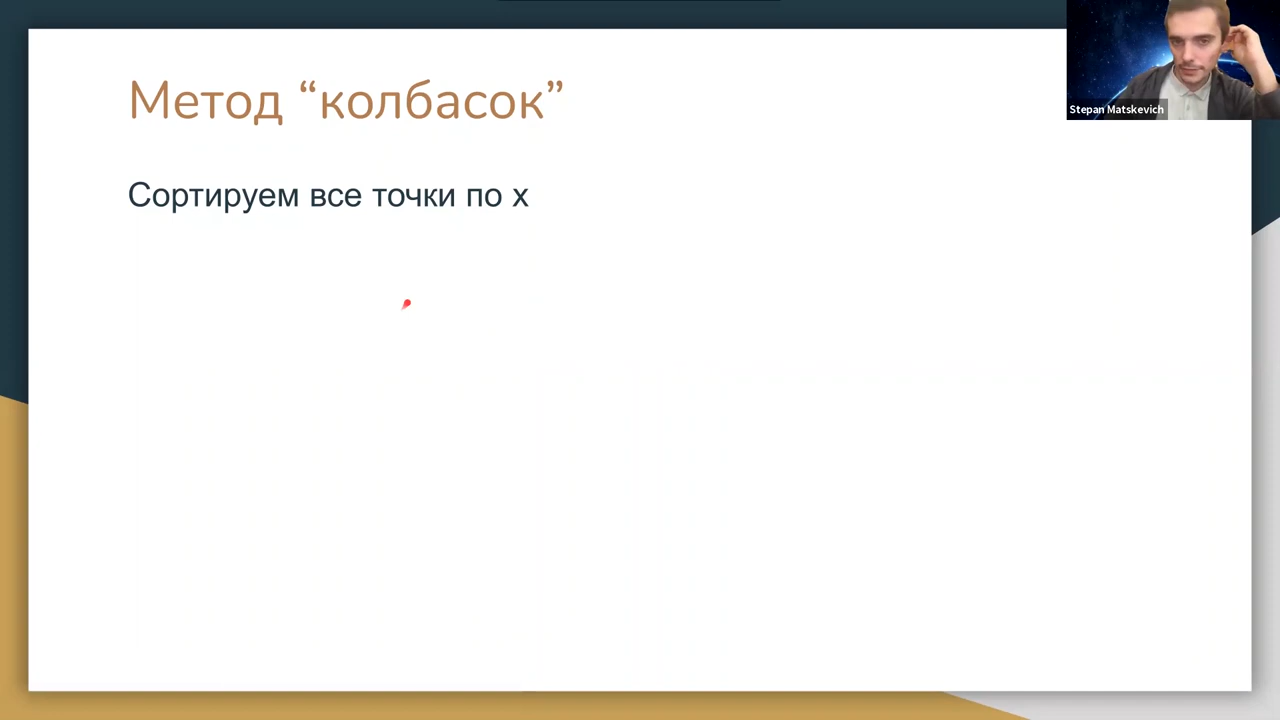 Метод “колбасок”
Stepan Matskevich
Сортируем все точки по x